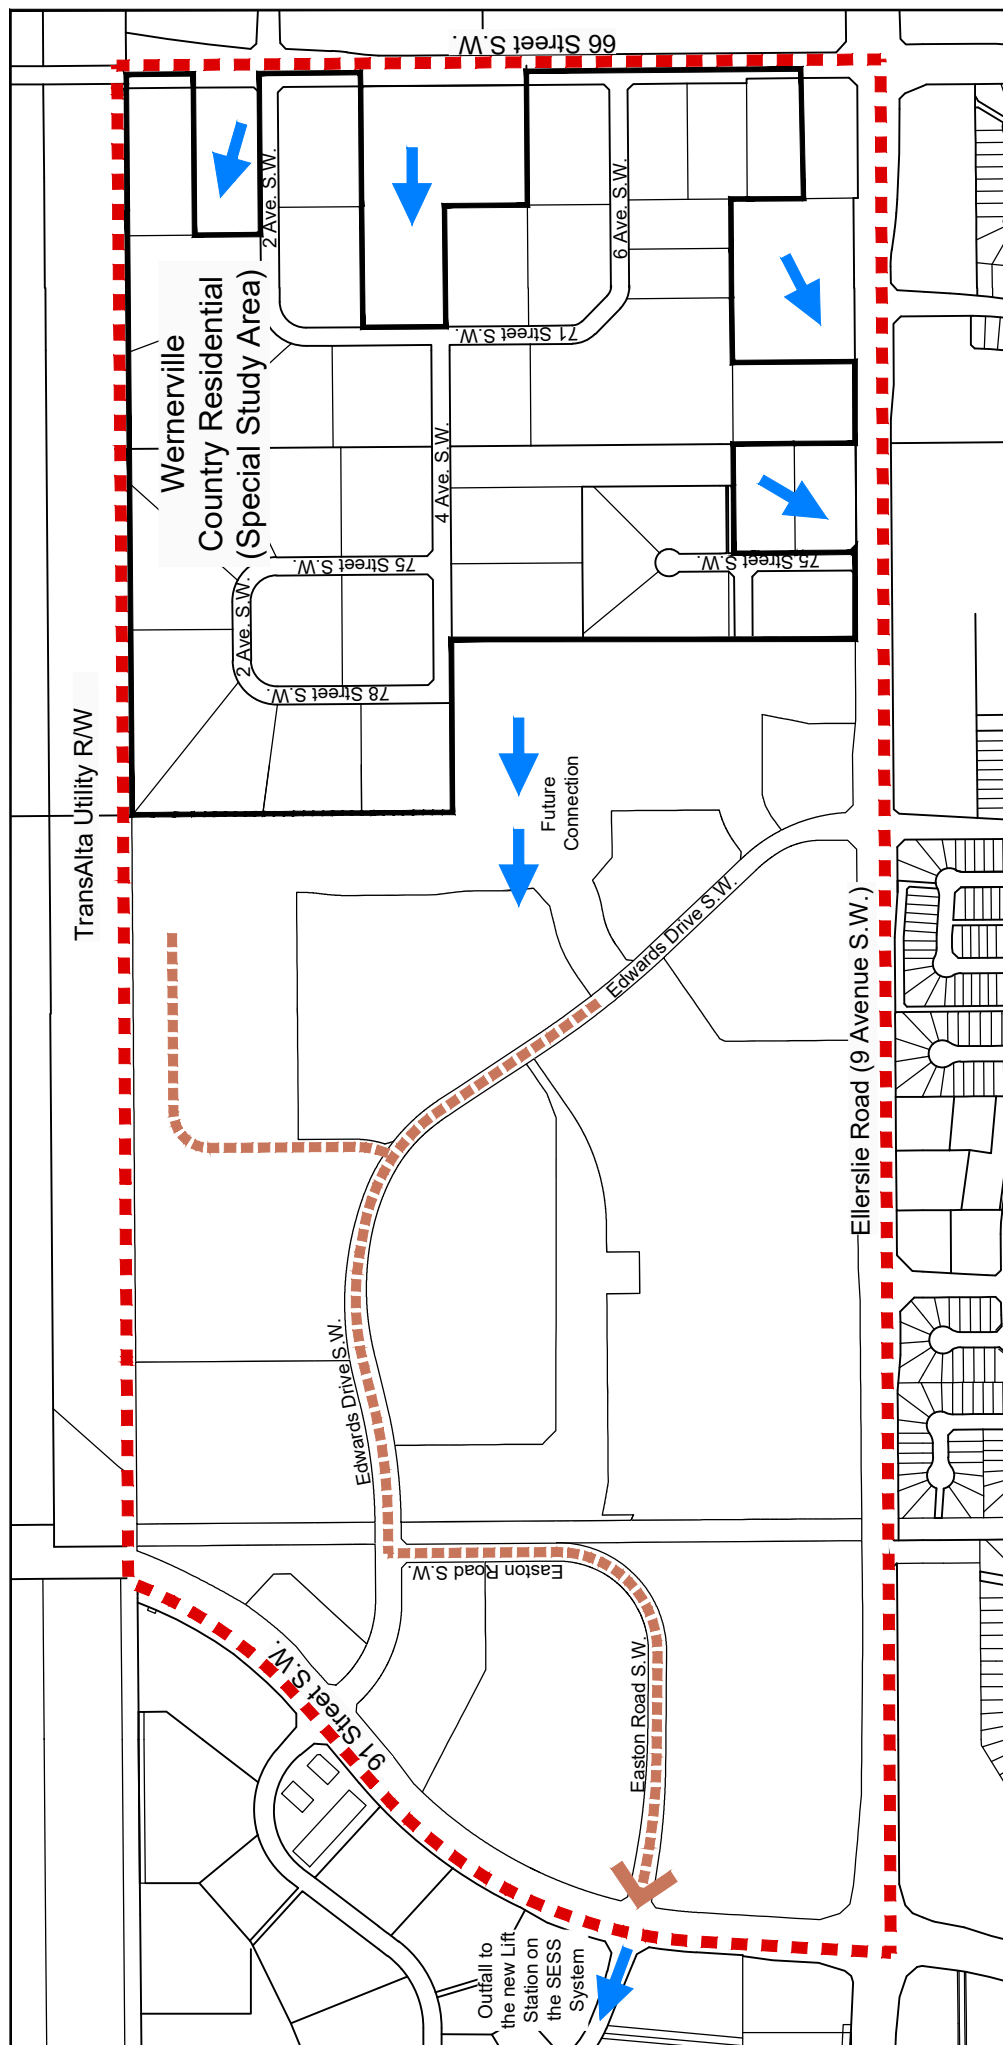 66 Street S.W.
2 Ave. S.W.
6 Ave. S.W.
71 Street S.W.
Wernerville
Country Residential
(Special Study Area)
4 Ave. S.W.
75 Street S.W.
75 Street S.W.
2 Ave. S.W.
78 Street S.W.
TransAlta Utility R/W
Future
Connection
Edwards Drive S.W.
Ellerslie Road (9 Avenue S.W.)
Edwards Drive S.W.
Easton Road S.W.
Easton Road S.W.
91 Street S.W.
Outfall to
the new Lift
Station on
the SESS
System